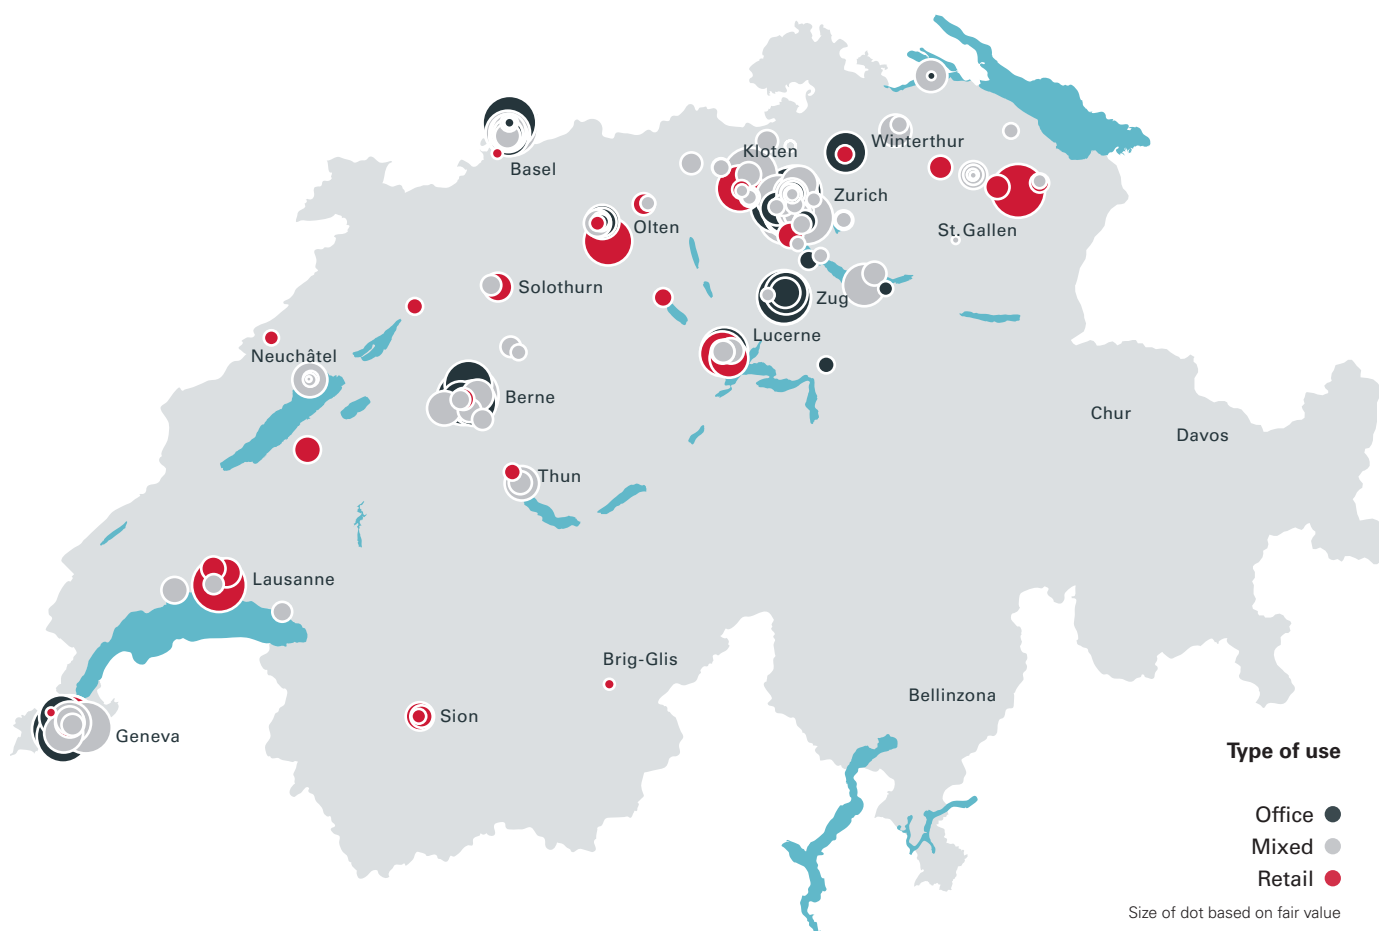 Kloten
Winterthur
Basel
Zurich
Olten
St.Gallen
Solothurn
Zug
Lucerne
Neuchâtel
Berne
Chur
Davos
Thun
Lausanne
Brig-Glis
Bellinzona
Sion
Geneva
Type of use
Office
Mixed
Retail
Size of dot based on fair value